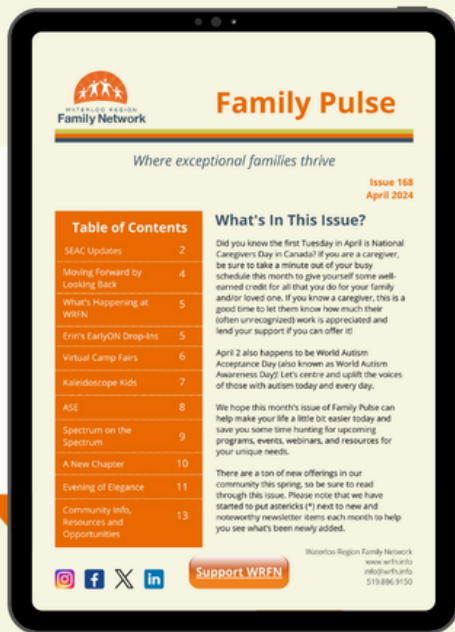 WATERLOO REGION
Family Network
Family Pulse
Where exceptional families thrive
Issue 168
April 2024
Table of Contents
SEAC Updates 2
Moving Forward by
Looking Back 4
What's Happening at
WRFN 5
Erin's EarlyON Drop-Ins 5
Virtual Camp Fairs 6
Kaleidoscope Kids 7
ASE 8
Spectrum on the
Spectrum 9
A New Chapter 10
Evening of Elegance 11
Community Info,
Resources and
Opportunities 13
What's In This Issue?
Did you know the first Tuesday in April is National
Caregivers Day in Canada? If you are a caregiver,
be sure to take a minute out of your busy
schedule this month to give yourself some well-
earned credit for all that you do for your family
and/or loved one. If you know a caregiver, this is a
good time to let them know how much their
(often unrecognized) work is appreciated and
lend your support if you can offer it!
April 2 also happens to be World Autism
Acceptance Day (also known as World Autism
Awareness Day)! Let's centre and uplift the voices
of those with autism today and every day.
We hope this month's issue of Family Pulse can
help make your life a little bit easier today and
save you some time hunting for upcoming
programs, events, webinars, and resources for
your unique needs.
There are a ton of new offerings in our
community this spring, so be sure to read
through this issue. Please note that we have
started to put astericks (*) next to new and
noteworthy newsletter items each month to help
you see what's been newly added.
Support WRFN
Waterloo Region Family Network
www.wrfn.info
info@wrfn.info
519.886.9150